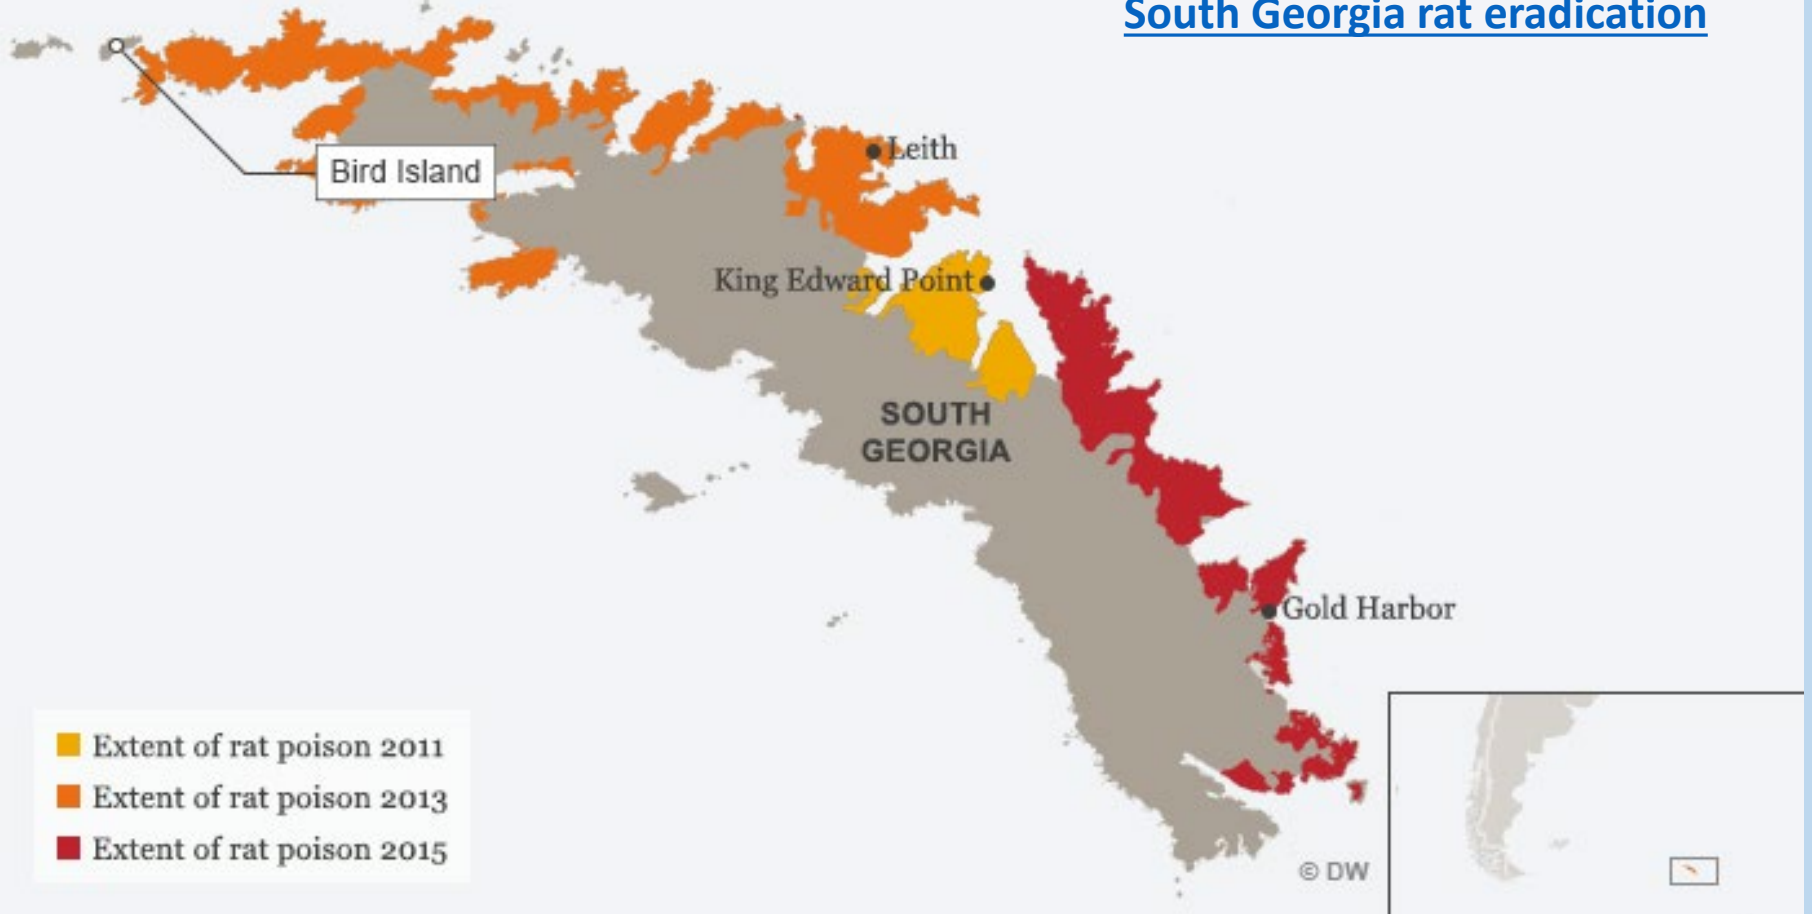 South Georgia rat eradication
Bird Island
Leith
King Edward Point
SOUTH
GEORGIA
Gold Harbor
Extent of rat poison 2011
Extent of rat poison 2013
Extent of rat poison 2015
© DW